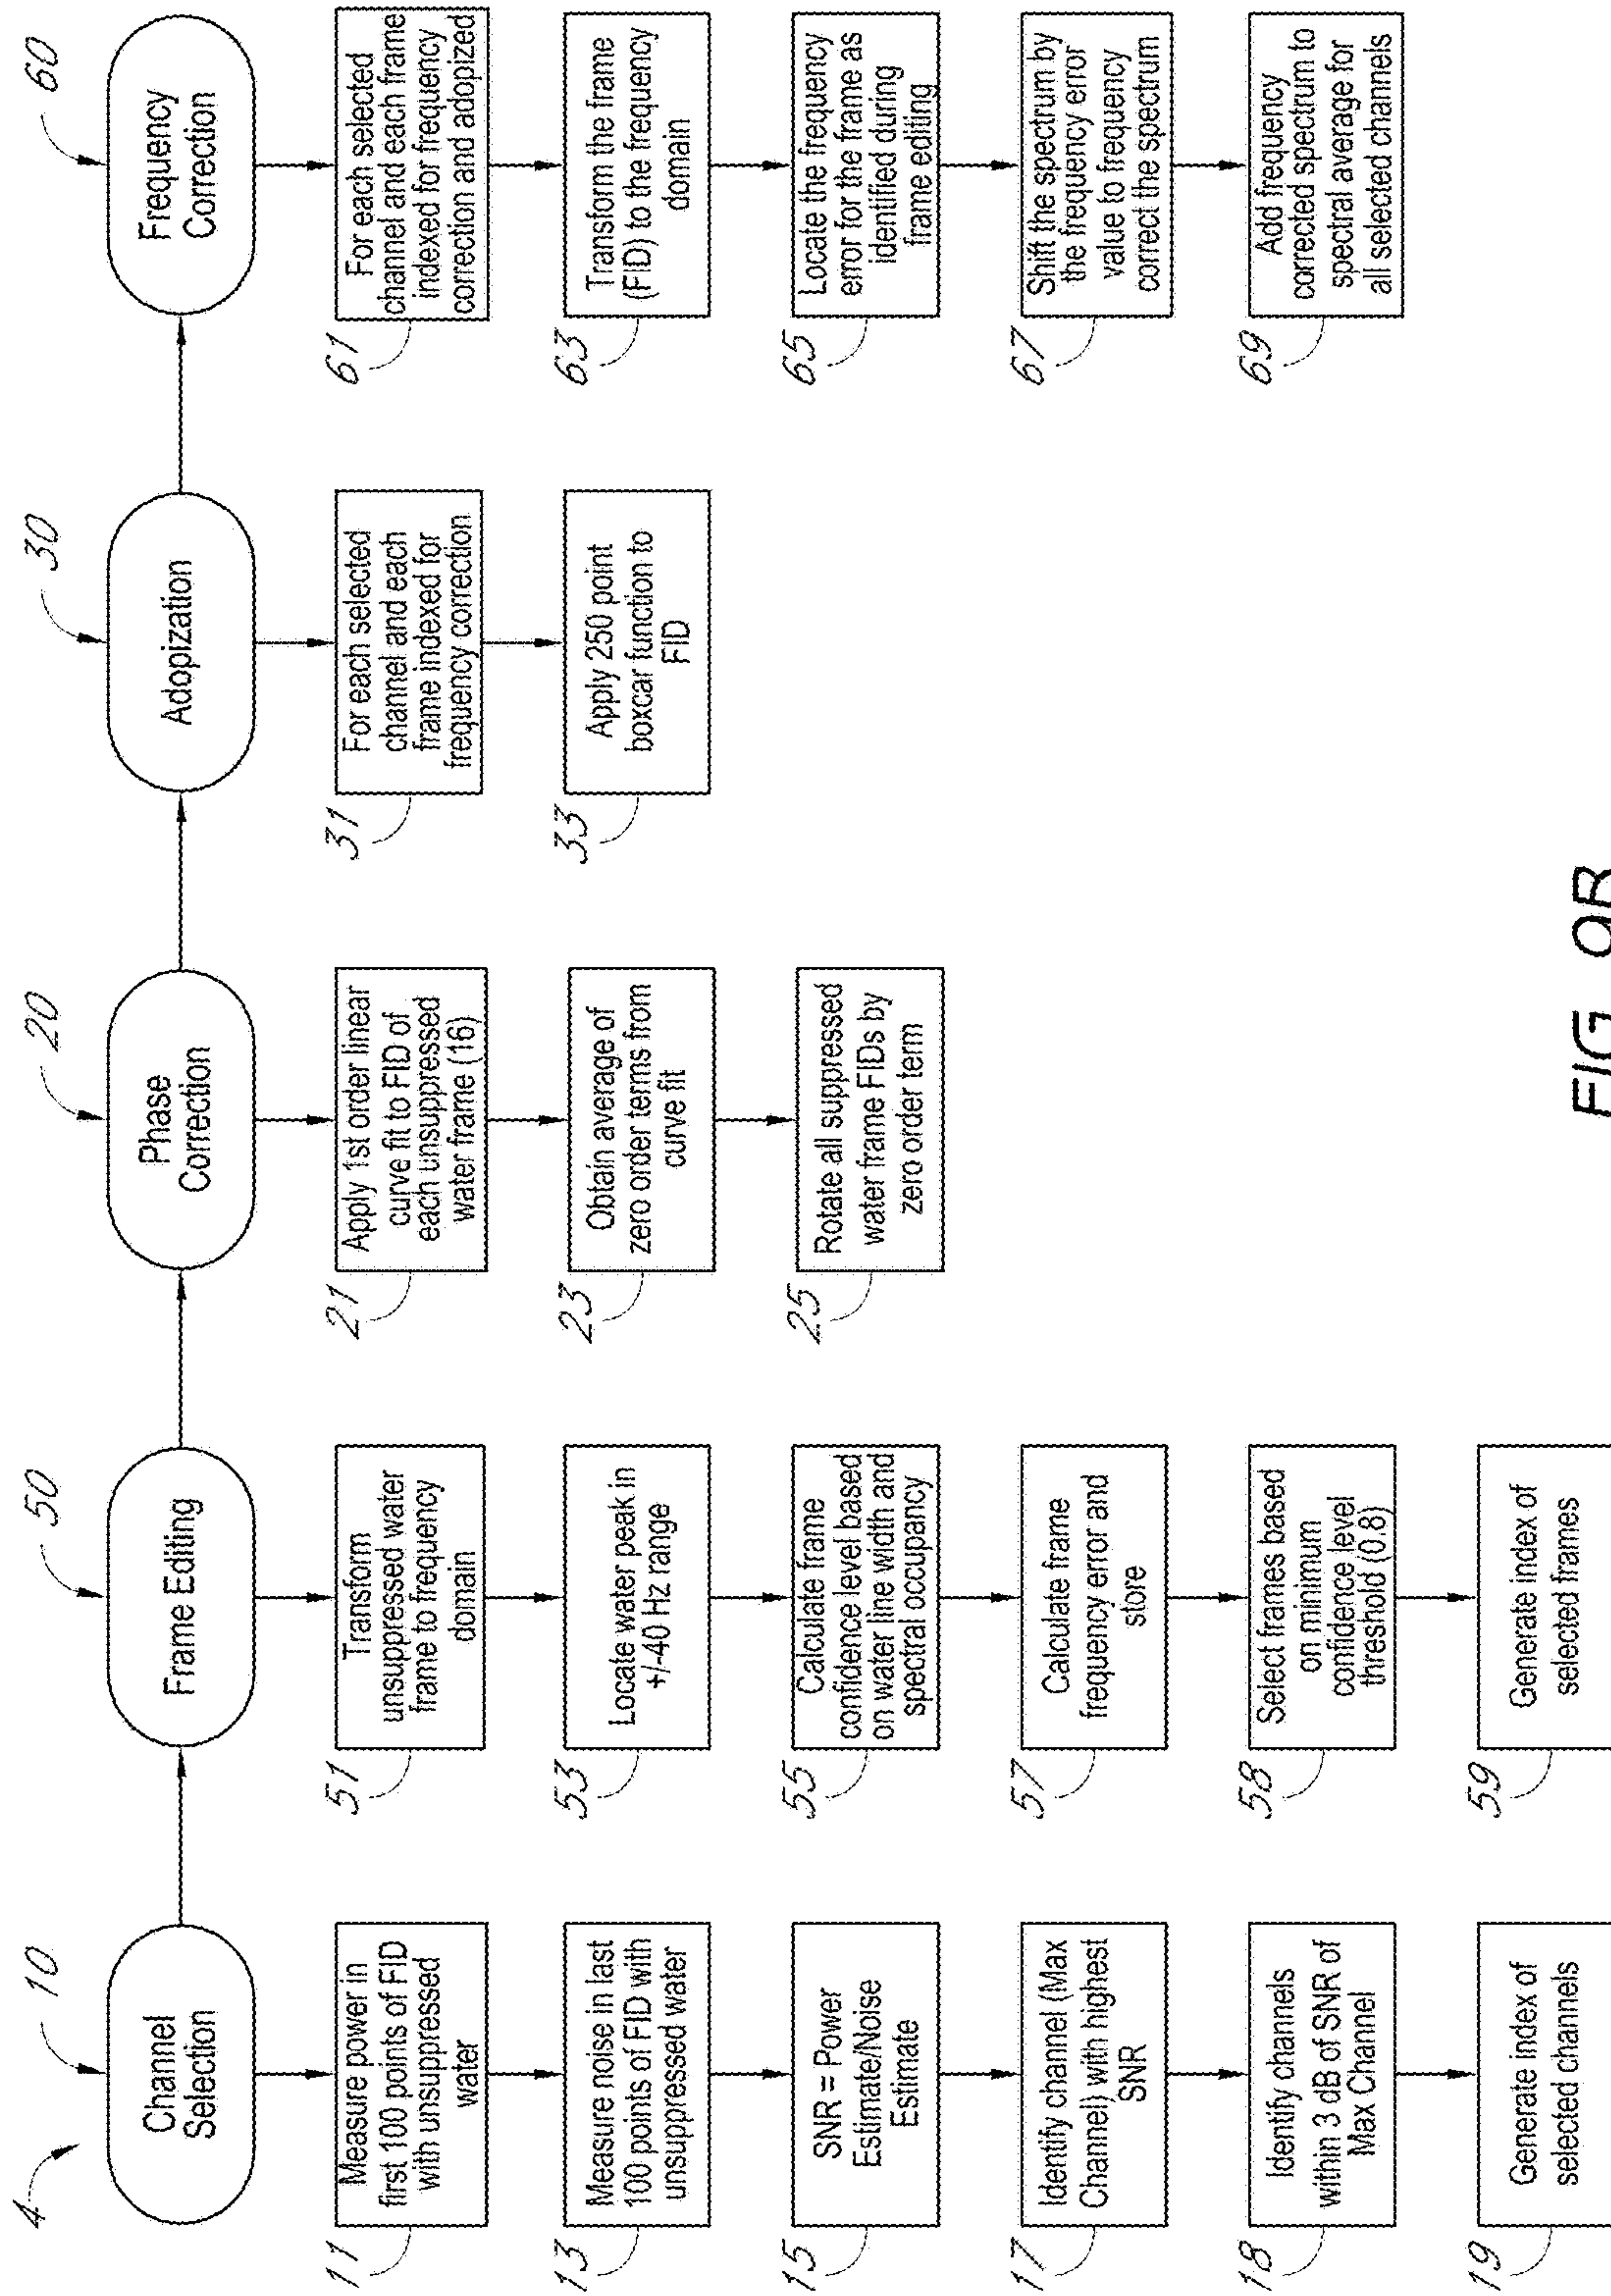 4
10
Channel
Selection
11
Measure power in
first 100 points of FID
with unsuppressed
water
13
Measure noise in last
100 points of FID with
unsuppressed water
15
SNR = Power
Estimate/Noise
Estimate
17
Identify channel (Max
Channel) with highest
SNR
18
Identify channels
within 3 dB of SNR of
Max Channel
19
Generate index of
selected channels
50
Frame Editing
51
Transform
unsuppressed water
frame to frequency
domain
53
Locate water peak in
+/-40 Hz range
55
Calculate frame
confidence level based
on water line width and
spectral occupancy
57
Calculate frame
frequency error and
store
58
Select frames based
on minimum
confidence level
threshold (0.8)
59
Generate index of
selected frames
20
Phase
Correction
21
Apply 1st order linear
curve fit to FID of
each unsuppressed
water frame (16)
23
Obtain average of
zero order terms from
curve fit
25
Rotate all suppressed
water frame FIDs by
zero order term
30
Adopization
31
For each selected
channel and each
frame indexed for
frequency correction
33
Apply 250 point
boxcar function to
FID
60
Frequency
Correction
61
For each selected
channel and each frame
indexed for frequency
correction and adopized
63
Transform the frame
(FID) to the frequency
domain
65
Locate the frequency
error for the frame as
identified during
frame editing
67
Shift the spectrum by
the frequency error
value to frequency
correct the spectrum
69
Add frequency
corrected spectrum to
spectral average for
all selected channels
FIG. 9B